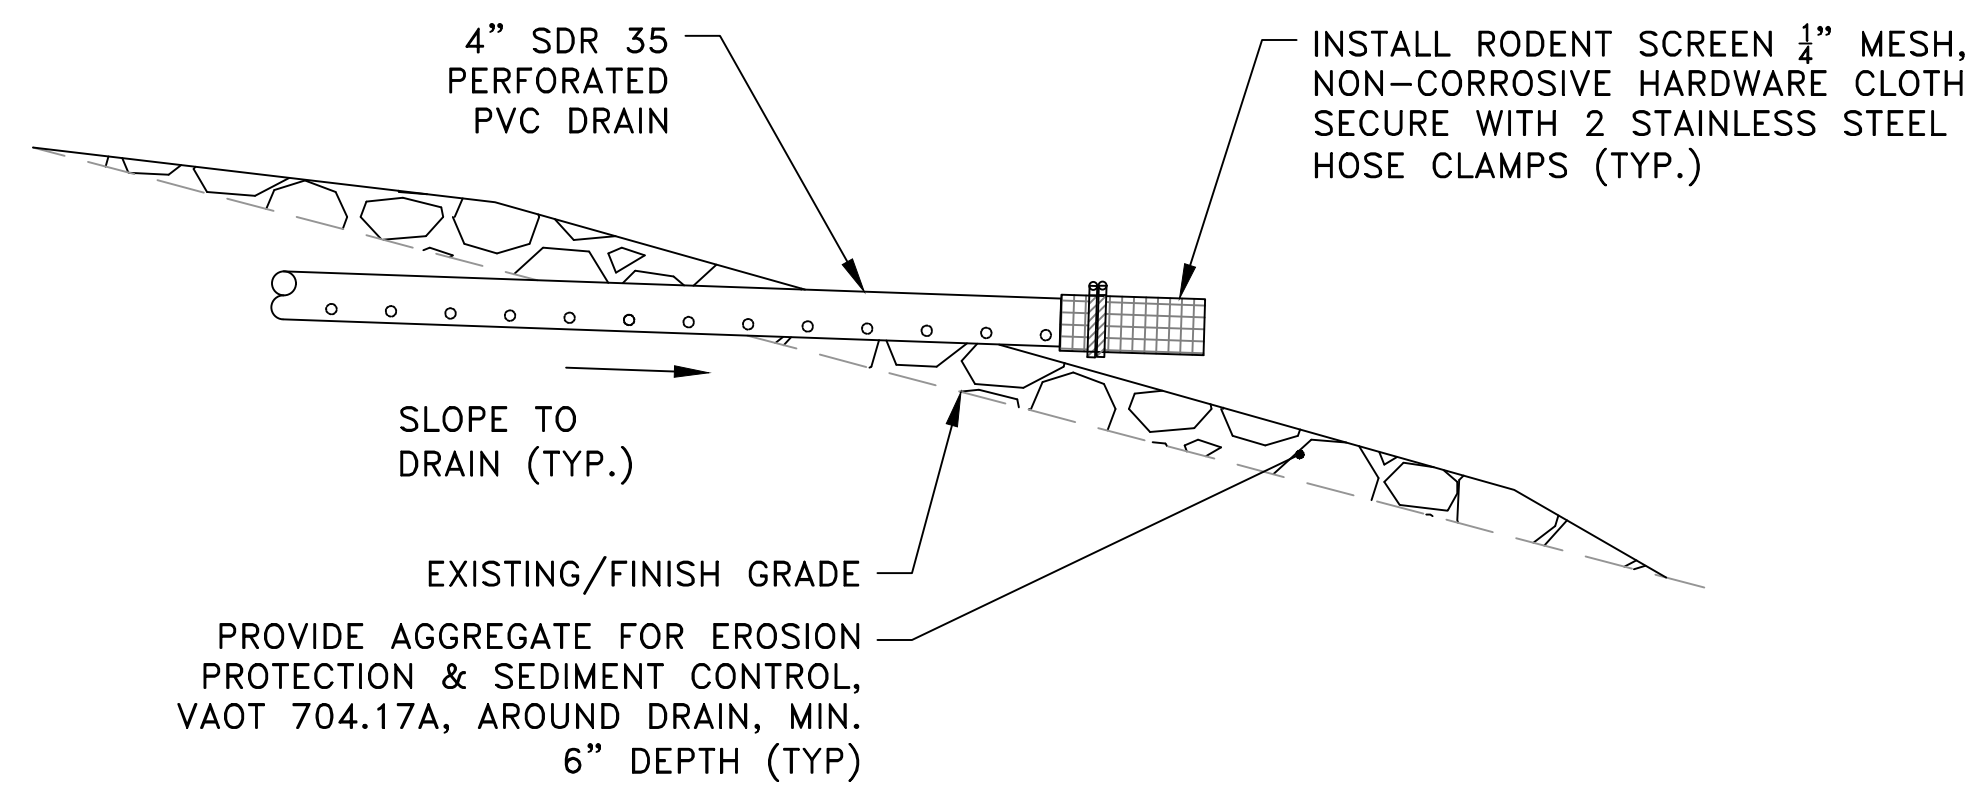 4” SDR 35
PERFORATED
PVC DRAIN
INSTALL RODENT SCREEN 1/4” MESH,
NON-CORROSIVE HARDWARE CLOTH
SECURE WITH 2 STAINLESS STEEL
HOSE CLAMPS (TYP.)
SLOPE TO
DRAIN (TYP.)
EXISTING/FINISH GRADE
PROVIDE AGGREGATE FOR EROSION
PROTECTION & SEDIMENT CONTROL,
VAOT 704.17A, AROUND DRAIN, MIN.
6” DEPTH (TYP)